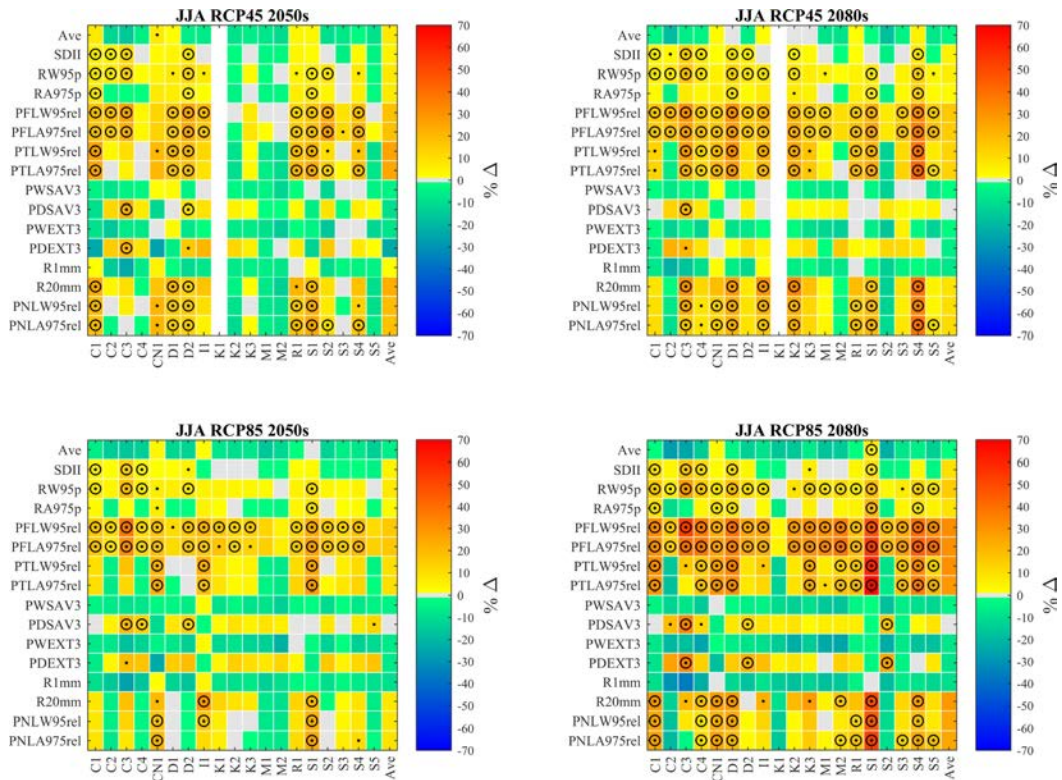 JJA RCP45 2050s
Ave
SDII
RW95p
RA975p
PFLW95rel
PFLA975rel
PTLW95rel
PTLA975rel
PWSAV3
PDSAV3
PWEXT3
PDEXT3
R1mm
R20mm
PNLW95rel
PNLA975rel
C1 C2 C3 C4 CN1 D1 D2 I1 K1 K2 K3 M1 M2 R1 S1 S2 S3 S4 S5 Ave
70
60
50
40
30
20
10
0
-10
-20
-30
-40
-50
-60
-70
% Δ
JJA RCP45 2080s
Ave
SDII
RW95p
RA975p
PFLW95rel
PFLA975rel
PTLW95rel
PTLA975rel
PWSAV3
PDSAV3
PWEXT3
PDEXT3
R1mm
R20mm
PNLW95rel
PNLA975rel
C1 C2 C3 C4 CN1 D1 D2 I1 K1 K2 K3 M1 M2 R1 S1 S2 S3 S4 S5 Ave
70
60
50
40
30
20
10
0
-10
-20
-30
-40
-50
-60
-70
% Δ
JJA RCP85 2050s
Ave
SDII
RW95p
RA975p
PFLW95rel
PFLA975rel
PTLW95rel
PTLA975rel
PWSAV3
PDSAV3
PWEXT3
PDEXT3
R1mm
R20mm
PNLW95rel
PNLA975rel
C1 C2 C3 C4 CN1 D1 D2 I1 K1 K2 K3 M1 M2 R1 S1 S2 S3 S4 S5 Ave
70
60
50
40
30
20
10
0
-10
-20
-30
-40
-50
-60
-70
% Δ
JJA RCP85 2080s
Ave
SDII
RW95p
RA975p
PFLW95rel
PFLA975rel
PTLW95rel
PTLA975rel
PWSAV3
PDSAV3
PWEXT3
PDEXT3
R1mm
R20mm
PNLW95rel
PNLA975rel
C1 C2 C3 C4 CN1 D1 D2 I1 K1 K2 K3 M1 M2 R1 S1 S2 S3 S4 S5 Ave
70
60
50
40
30
20
10
0
-10
-20
-30
-40
-50
-60
-70
% Δ